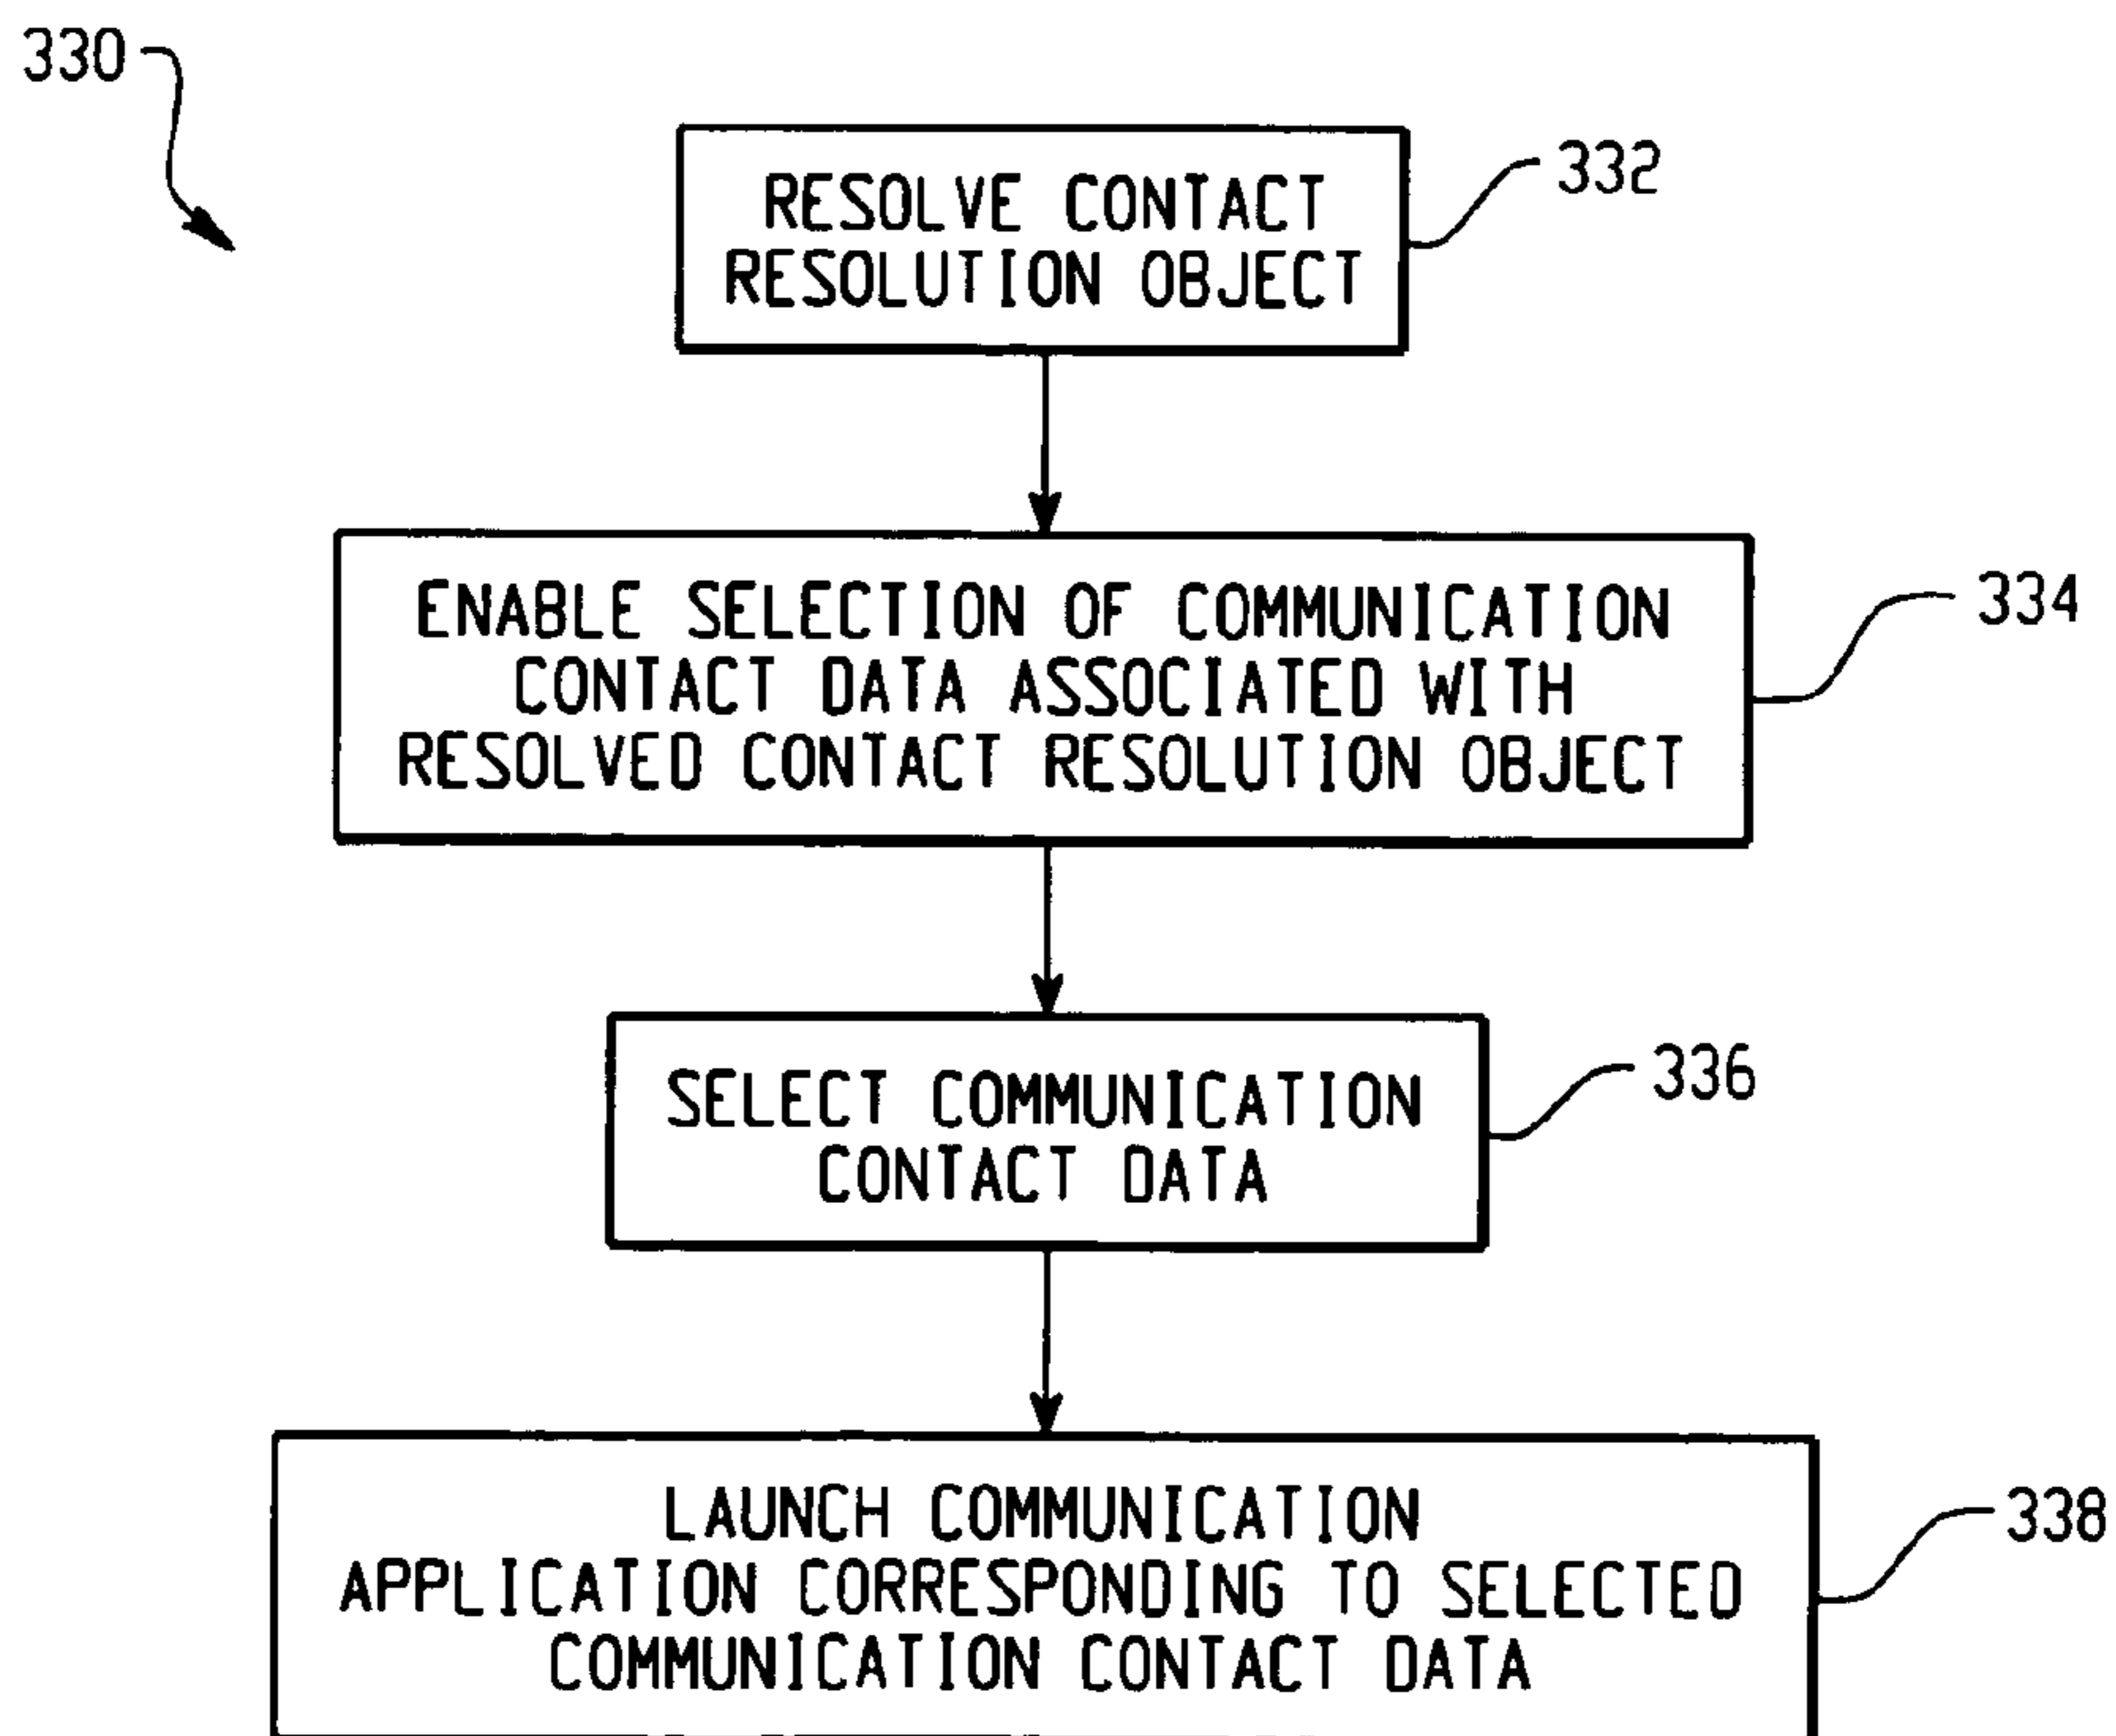 330
RESOLVE CONTACT
RESOLUTION OBJECT
332
ENABLE SELECTION OF COMMUNICATION
CONTACT DATA ASSOCIATED WITH
RESOLVED CONTACT RESOLUTION OBJECT
334
SELECT COMMUNICATION
CONTACT DATA
336
LAUNCH COMMUNICATION
APPLICATION CORRESPONDING TO SELECTED
COMMUNICATION CONTACT DATA
338